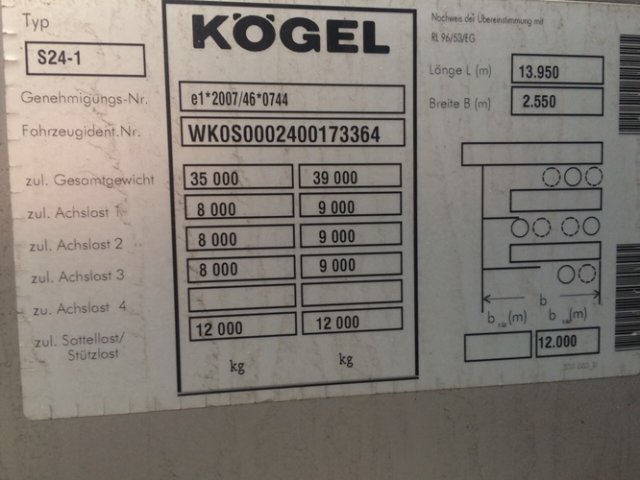 Typ
S24-1
KÖGEL
Nachweis der Übereinstimmung mit
RL 96/53/EG
Länge L (m) 13.950
Breite B (m) 2.550
Genehmigungs-Nr. e1*2007/46*0744
Fahrzeugident.Nr. WK0S0002400173364
zul. Gesamtgewicht 35 000 39 000
zul. Achslast 1 8 000 9 000
zul. Achslast 2 8 000 9 000
zul. Achslast 3 8 000 9 000
zul. Achslast 4
zul. Sattellast/
Stützlast
12 000 12 000
kg kg
b
b (m) b (m)
12.000